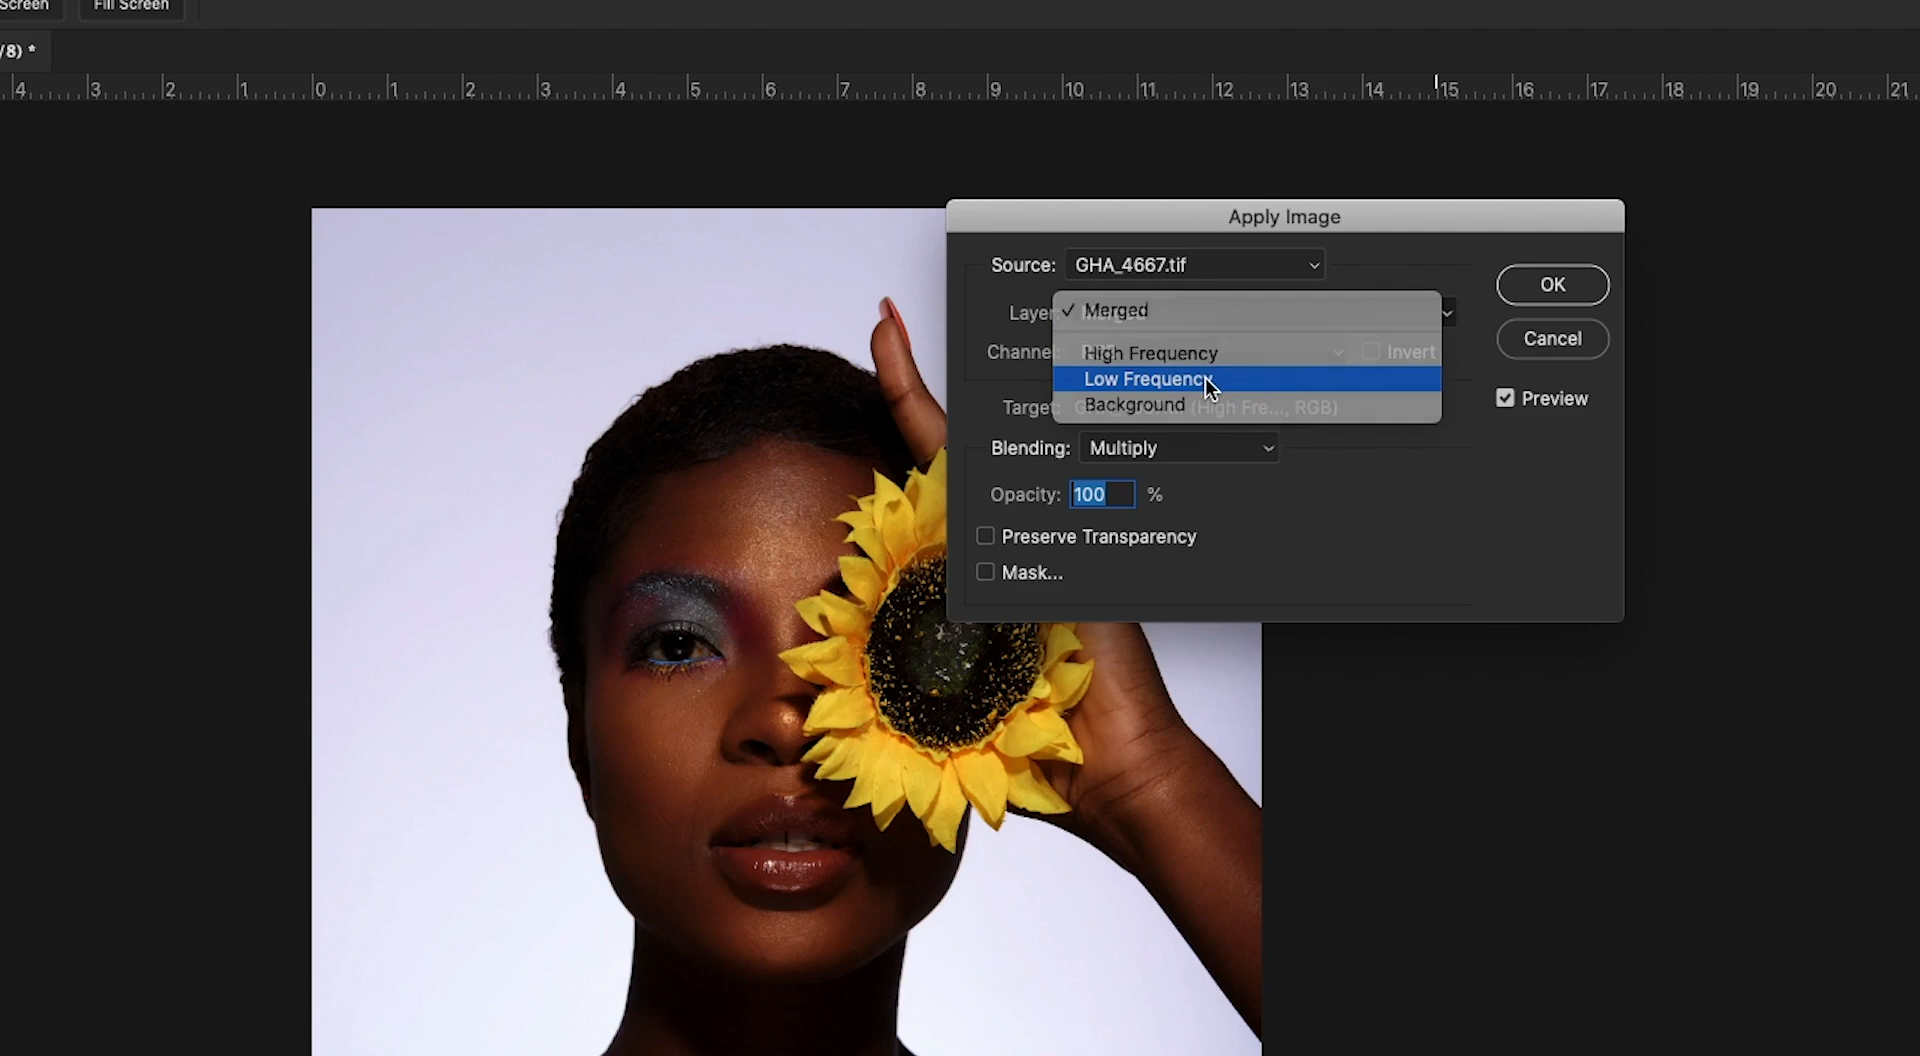 Screen Fill Screen
/8) *
4 3 2 1 0 1 2 3 4 5 6 7 8 9 10 11 12 13 14 15 16 17 18 19 20 21
Apply Image
Source: GHA_4667.tif
OK
Layer: ✓ Merged
Cancel
Channel: High Frequency Invert
Low Frequency
Preview
Target: Background (High Fre..., RGB)
Blending: Multiply
Opacity: 100 %
Preserve Transparency
Mask...